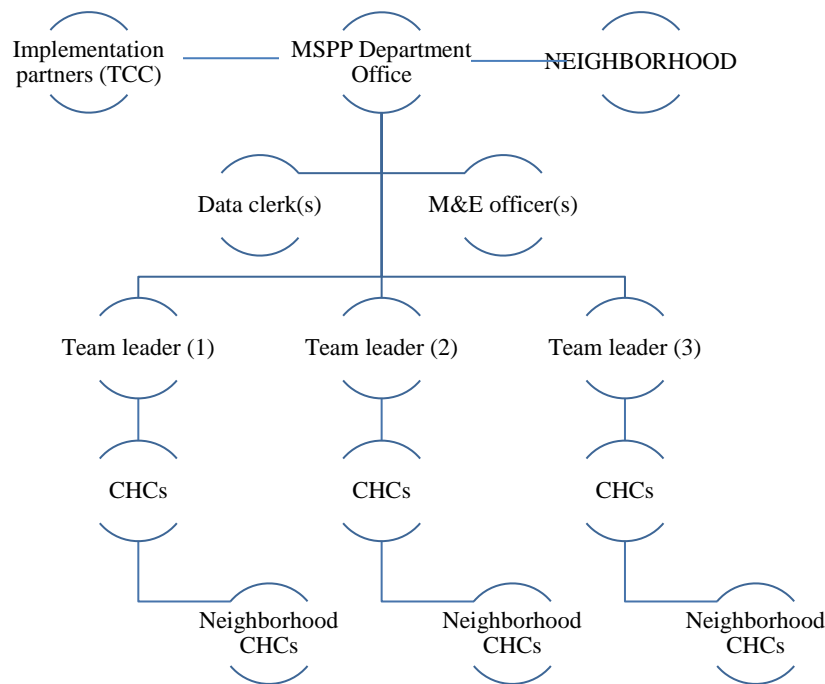 Implementation
partners (TCC)
MSPP Department
Office
NEIGHBORHOOD
Data clerk(s)
M&E officer(s)
Team leader (1)
Team leader (2)
Team leader (3)
CHCs
CHCs
CHCs
Neighborhood
CHCs
Neighborhood
CHCs
Neighborhood
CHCs